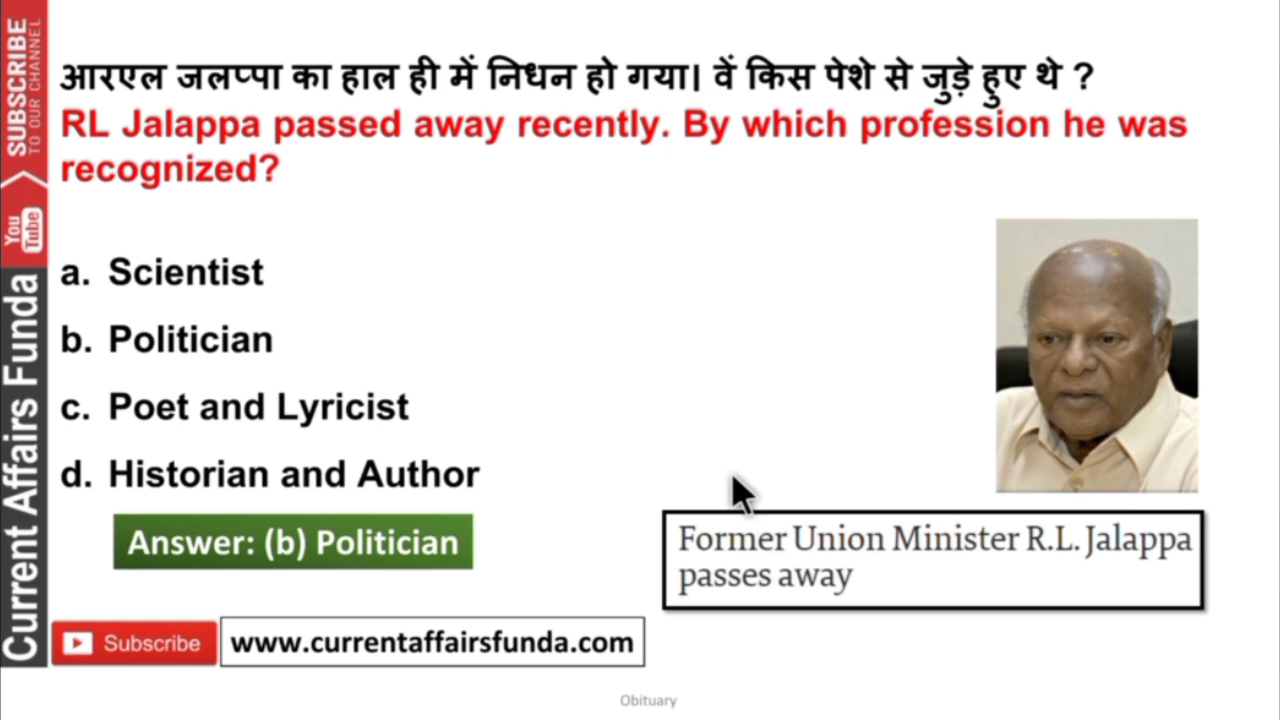 SUBSCRIBE
TO OUR CHANNEL
You
Tube
Current Affairs Funda
आरएल जलप्पा का हाल ही में निधन हो गया। वें किस पेशे से जुड़े हुए थे ?
RL Jalappa passed away recently. By which profession he was
recognized?
a. Scientist
b. Politician
c. Poet and Lyricist
d. Historian and Author
Answer: (b) Politician
Former Union Minister R.L. Jalappa
passes away
Subscribe
www.currentaffairsfunda.com
Obituary